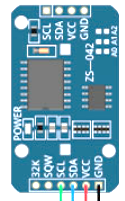 SCL
SDA
VCC
GND
A0 A1 A2
ZS-042
POWER
32K
SQW
SCL
SDA
VCC
GND